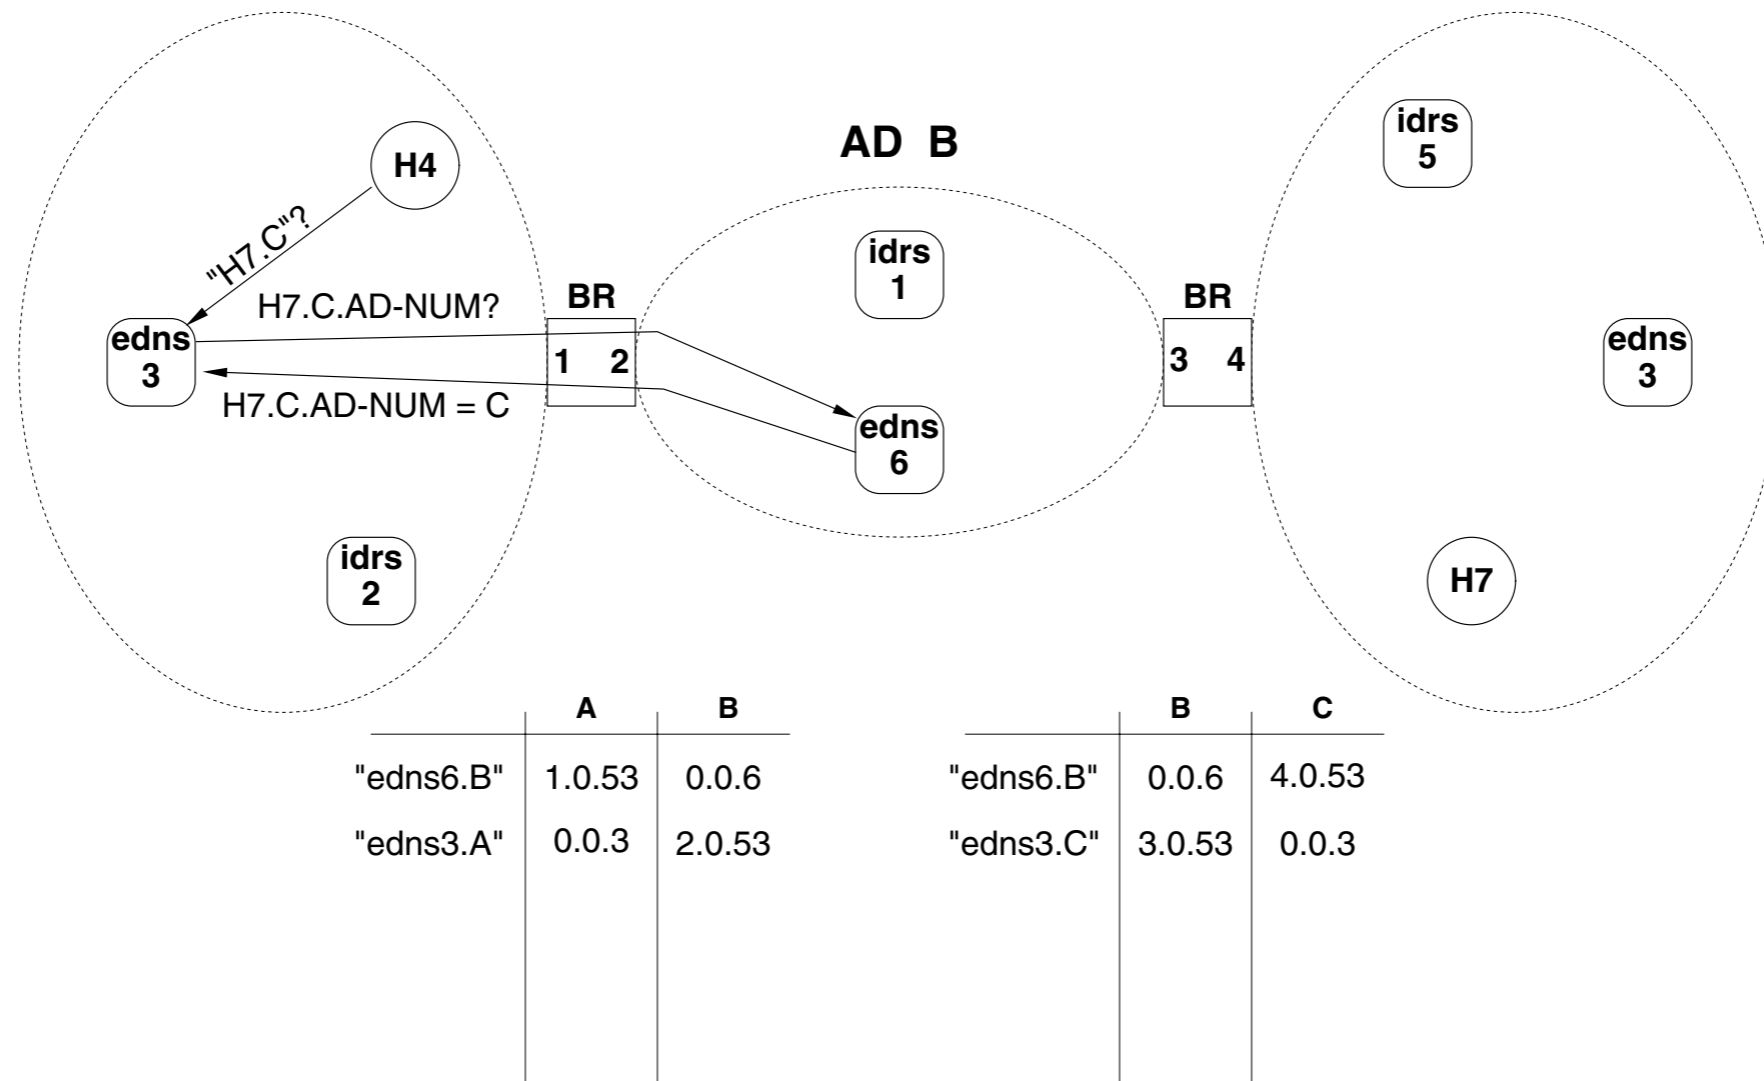 AD B
idrs
5
H4
"H7.C"?
idrs
1
H7.C.AD-NUM?
BR
BR
edns
3
1 2
3 4
edns
3
H7.C.AD-NUM = C
edns
6
idrs
2
H7
A B
"edns6.B" 1.0.53 0.0.6
"edns3.A" 0.0.3 2.0.53
B C
"edns6.B" 0.0.6 4.0.53
"edns3.C" 3.0.53 0.0.3